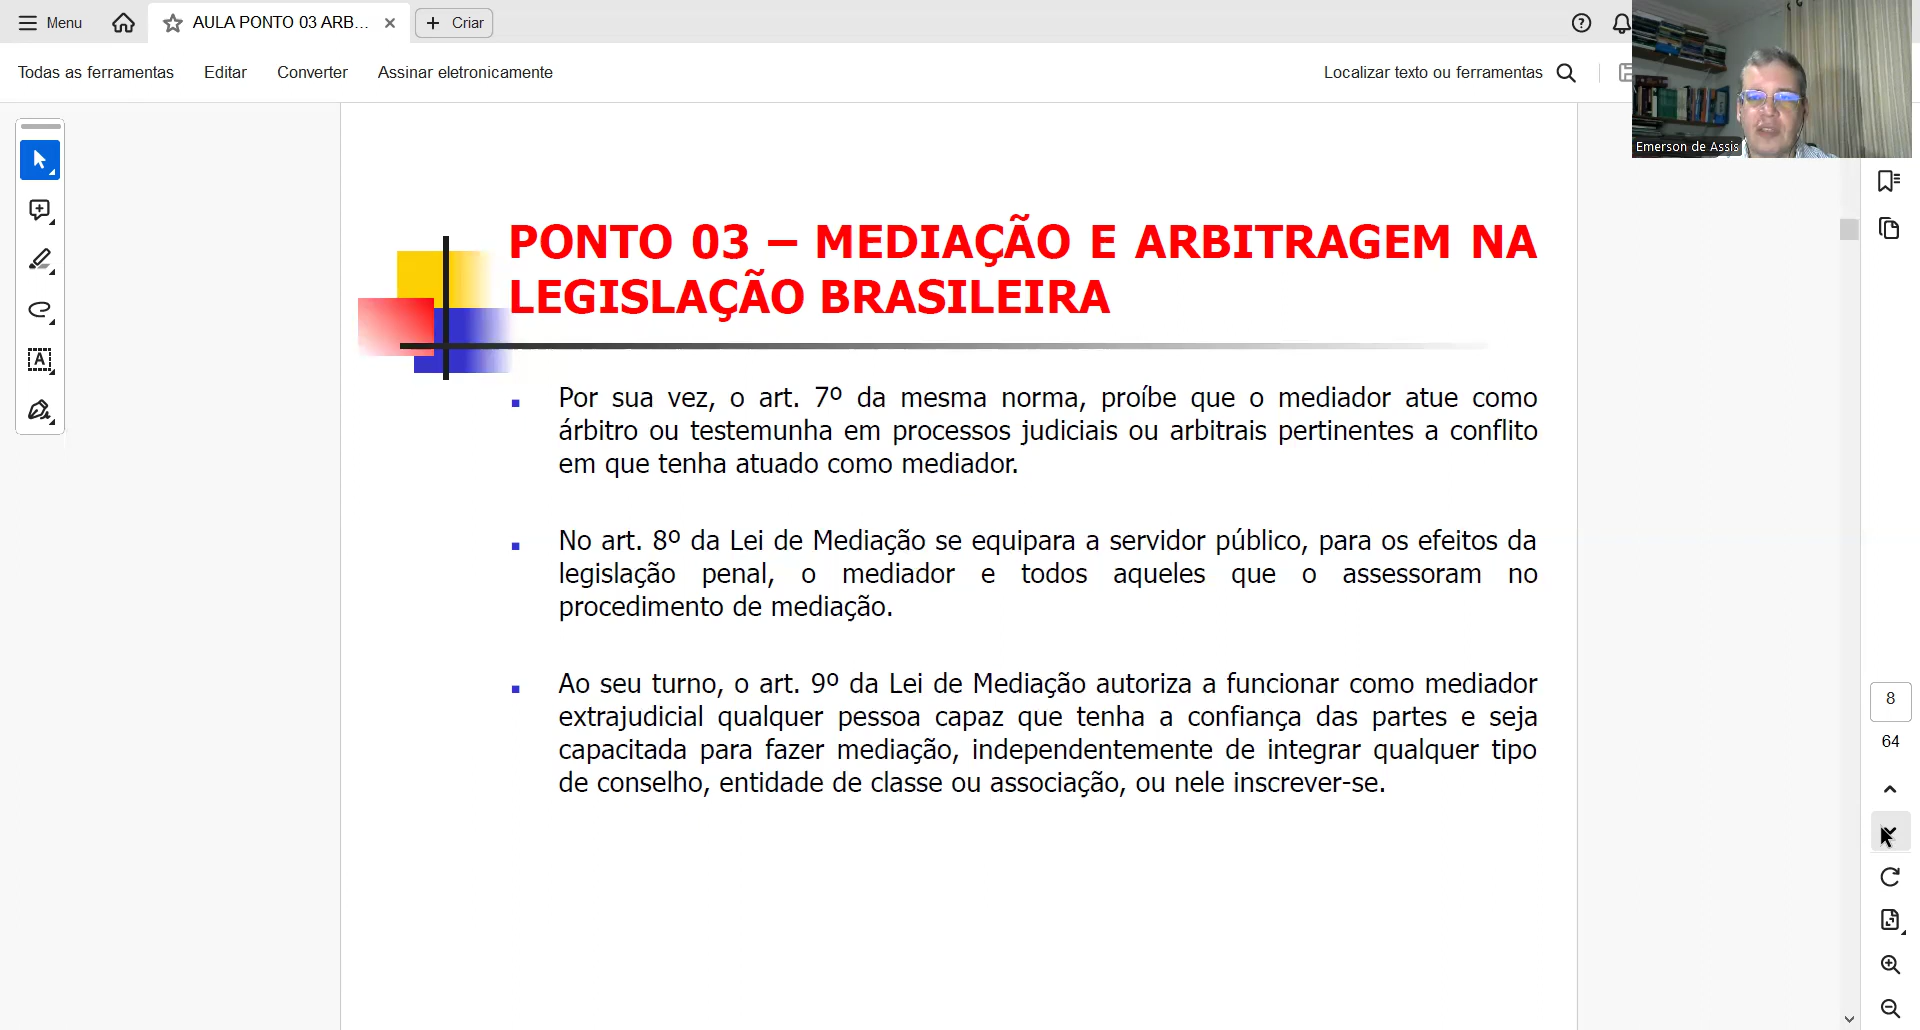 Menu
AULA PONTO 03 ARB...
Criar
Todas as ferramentas
Editar
Converter
Assinar eletronicamente
Localizar texto ou ferramentas
Emerson de Assis
PONTO 03 – MEDIAÇÃO E ARBITRAGEM NA
LEGISLAÇÃO BRASILEIRA
Por sua vez, o art. 7º da mesma norma, proíbe que o mediador atue como
árbitro ou testemunha em processos judiciais ou arbitrais pertinentes a conflito
em que tenha atuado como mediador.
No art. 8º da Lei de Mediação se equipara a servidor público, para os efeitos da
legislação penal, o mediador e todos aqueles que o assessoram no
procedimento de mediação.
Ao seu turno, o art. 9º da Lei de Mediação autoriza a funcionar como mediador
extrajudicial qualquer pessoa capaz que tenha a confiança das partes e seja
capacitada para fazer mediação, independentemente de integrar qualquer tipo
de conselho, entidade de classe ou associação, ou nele inscrever-se.
8
64